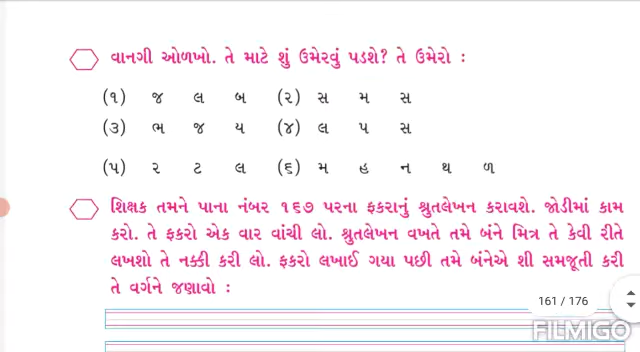 વાનગી ઓળખો. તે માટે શું ઉમેરવું પડશે? તે ઉમેરો :
(૧) જ લ બ (૨) સ મ સ
(૩) ભ જ ય (૪) લ પ સ
(૫) ર ટ લ (૬) મ હ ન થ ળ
શિક્ષક તમને પાના નંબર ૧૬૭ પરના ફકરાનું શ્રુતલેખન કરાવશે. જોડીમાં કામ
કરો. તે ફકરો એક વાર વાંચી લો. શ્રુતલેખન વખતે તમે બંને મિત્ર તે કેવી રીતે
લખશો તે નક્કી કરી લો. ફકરો લખાઈ ગયા પછી તમે બંનેએ શી સમજૂતી કરી
તે વર્ગને જણાવો :
161 / 176
FILMIGO